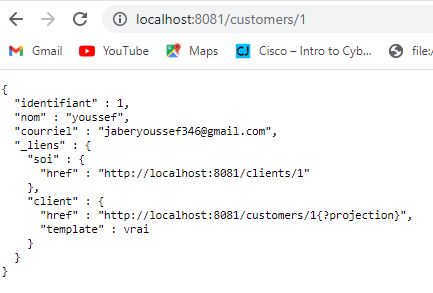 localhost:8081/customers/1
Gmail YouTube Maps Cisco – Intro to Cyb... file:/
{
"identifiant" : 1,
"nom" : "youssef",
"courriel" : "jaberyoussef346@gmail.com",
"_liens" : {
"soi" : {
"href" : "http://localhost:8081/clients/1"
},
"client" : {
"href" : "http://localhost:8081/customers/1{?projection}",
"template" : vrai
}
}
}